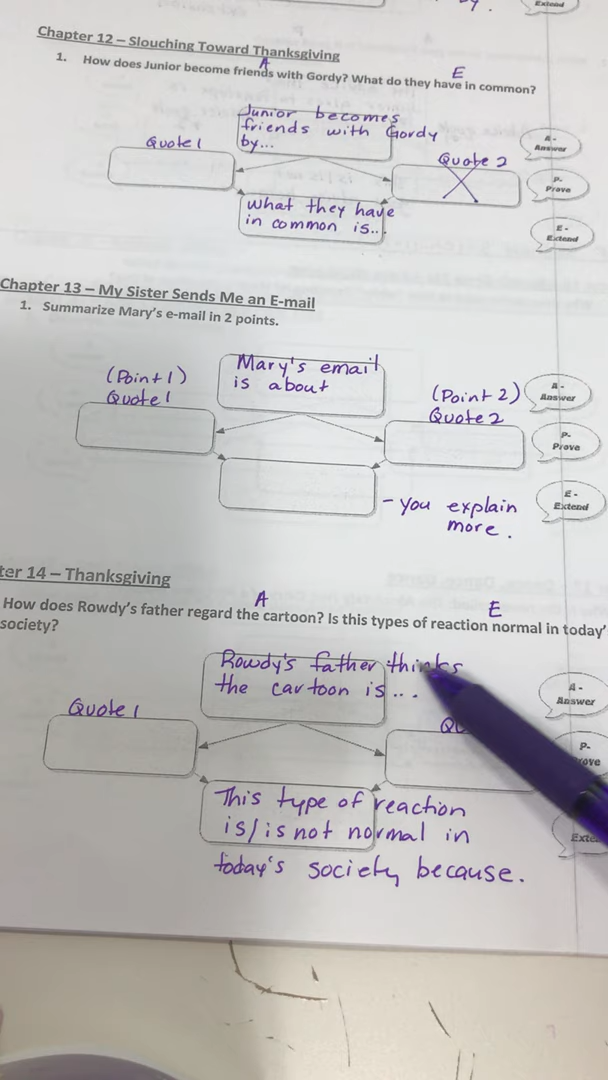 y.
Extend
Chapter 12 – Slouching Toward Thanksgiving
A
E
1. How does Junior become friends with Gordy? What do they have in common?
Junior becomes
friends with Gordy
by...
Quote 1
Quote 2
A -
Answer
P-
Prove
what they have
in common is...
E -
Extend
Chapter 13 – My Sister Sends Me an E-mail
1. Summarize Mary's e-mail in 2 points.
Mary's email
is about
(Point 1)
Quote 1
(Point 2)
Quote 2
A -
Answer
P-
Prove
- you explain
more.
E -
Extend
ter 14 – Thanksgiving
A
E
How does Rowdy's father regard the cartoon? Is this types of reaction normal in today'
society?
Rowdy's father thinks
the cartoon is...
Quote 1
A -
Answer
P-
This type of reaction
is/is not normal in
today's society because.